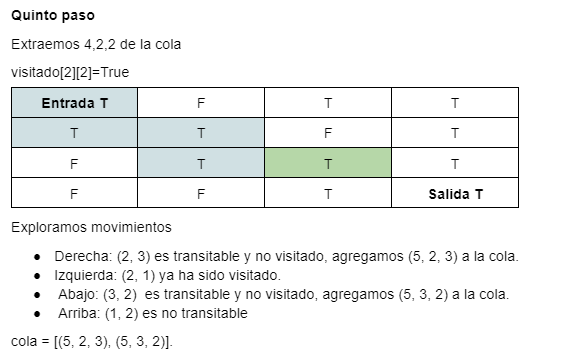 Quinto paso
Extraemos 4,2,2 de la cola
visitado[2][2]=True
Entrada T F T T
T T F T
F T T T
F F T Salida T
Exploramos movimientos
● Derecha: (2, 3) es transitable y no visitado, agregamos (5, 2, 3) a la cola.
● Izquierda: (2, 1) ya ha sido visitado.
● Abajo: (3, 2) es transitable y no visitado, agregamos (5, 3, 2) a la cola.
● Arriba: (1, 2) es no transitable
cola = [(5, 2, 3), (5, 3, 2)].